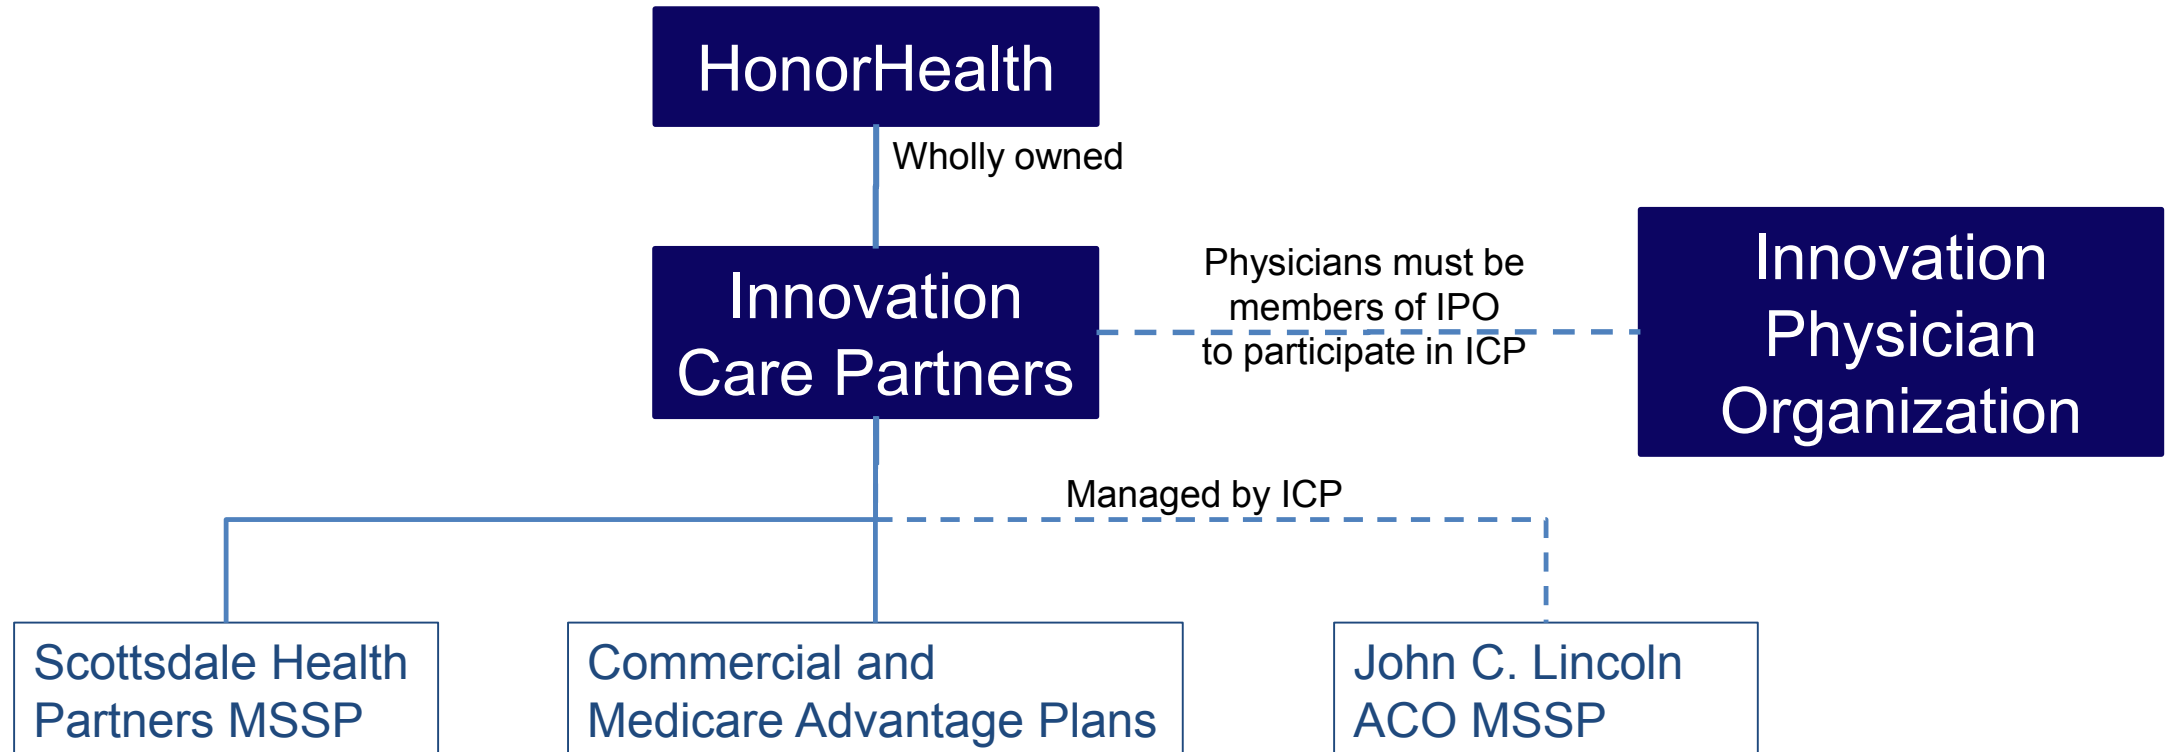 HonorHealth
Wholly owned
Innovation
Care Partners
Physicians must be
members of IPO
to participate in ICP
Innovation
Physician
Organization
Managed by ICP
Scottsdale Health
Partners MSSP
Commercial and
Medicare Advantage Plans
John C. Lincoln
ACO MSSP